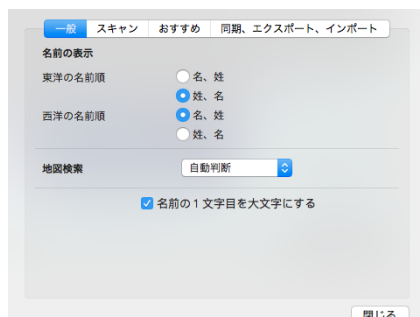 一般 スキャン おすすめ 同期、エクスポート、インポート
名前の表示
東洋の名前順 名、姓
姓、名
西洋の名前順 名、姓
姓、名
地図検索 自動判断
名前の1文字目を大文字にする
閉じる